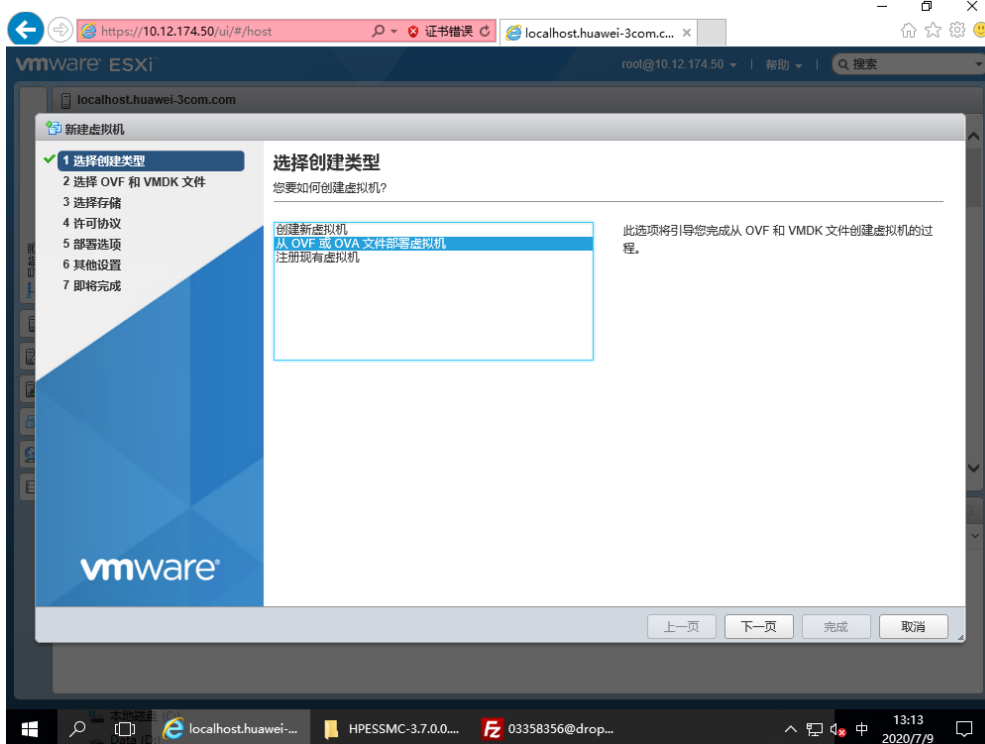 https://10.12.174.50/ui/#/host
证书错误
localhost.huawei-3com.c...
vmware ESXi
root@10.12.174.50
帮助
搜索
localhost.huawei-3com.com
新建虚拟机
1 选择创建类型
2 选择 OVF 和 VMDK 文件
3 选择存储
4 许可协议
5 部署选项
6 其他设置
7 即将完成
选择创建类型
您要如何创建虚拟机?
创建新虚拟机
从 OVF 或 OVA 文件部署虚拟机
注册现有虚拟机
此选项将引导您完成从 OVF 和 VMDK 文件创建虚拟机的过
程。
vmware
上一页
下一页
完成
取消
本地磁盘 (C:)
Data (D:)
localhost.huawei-...
HPESSMC-3.7.0.0....
03358356@drop...
中
13:13
2020/7/9